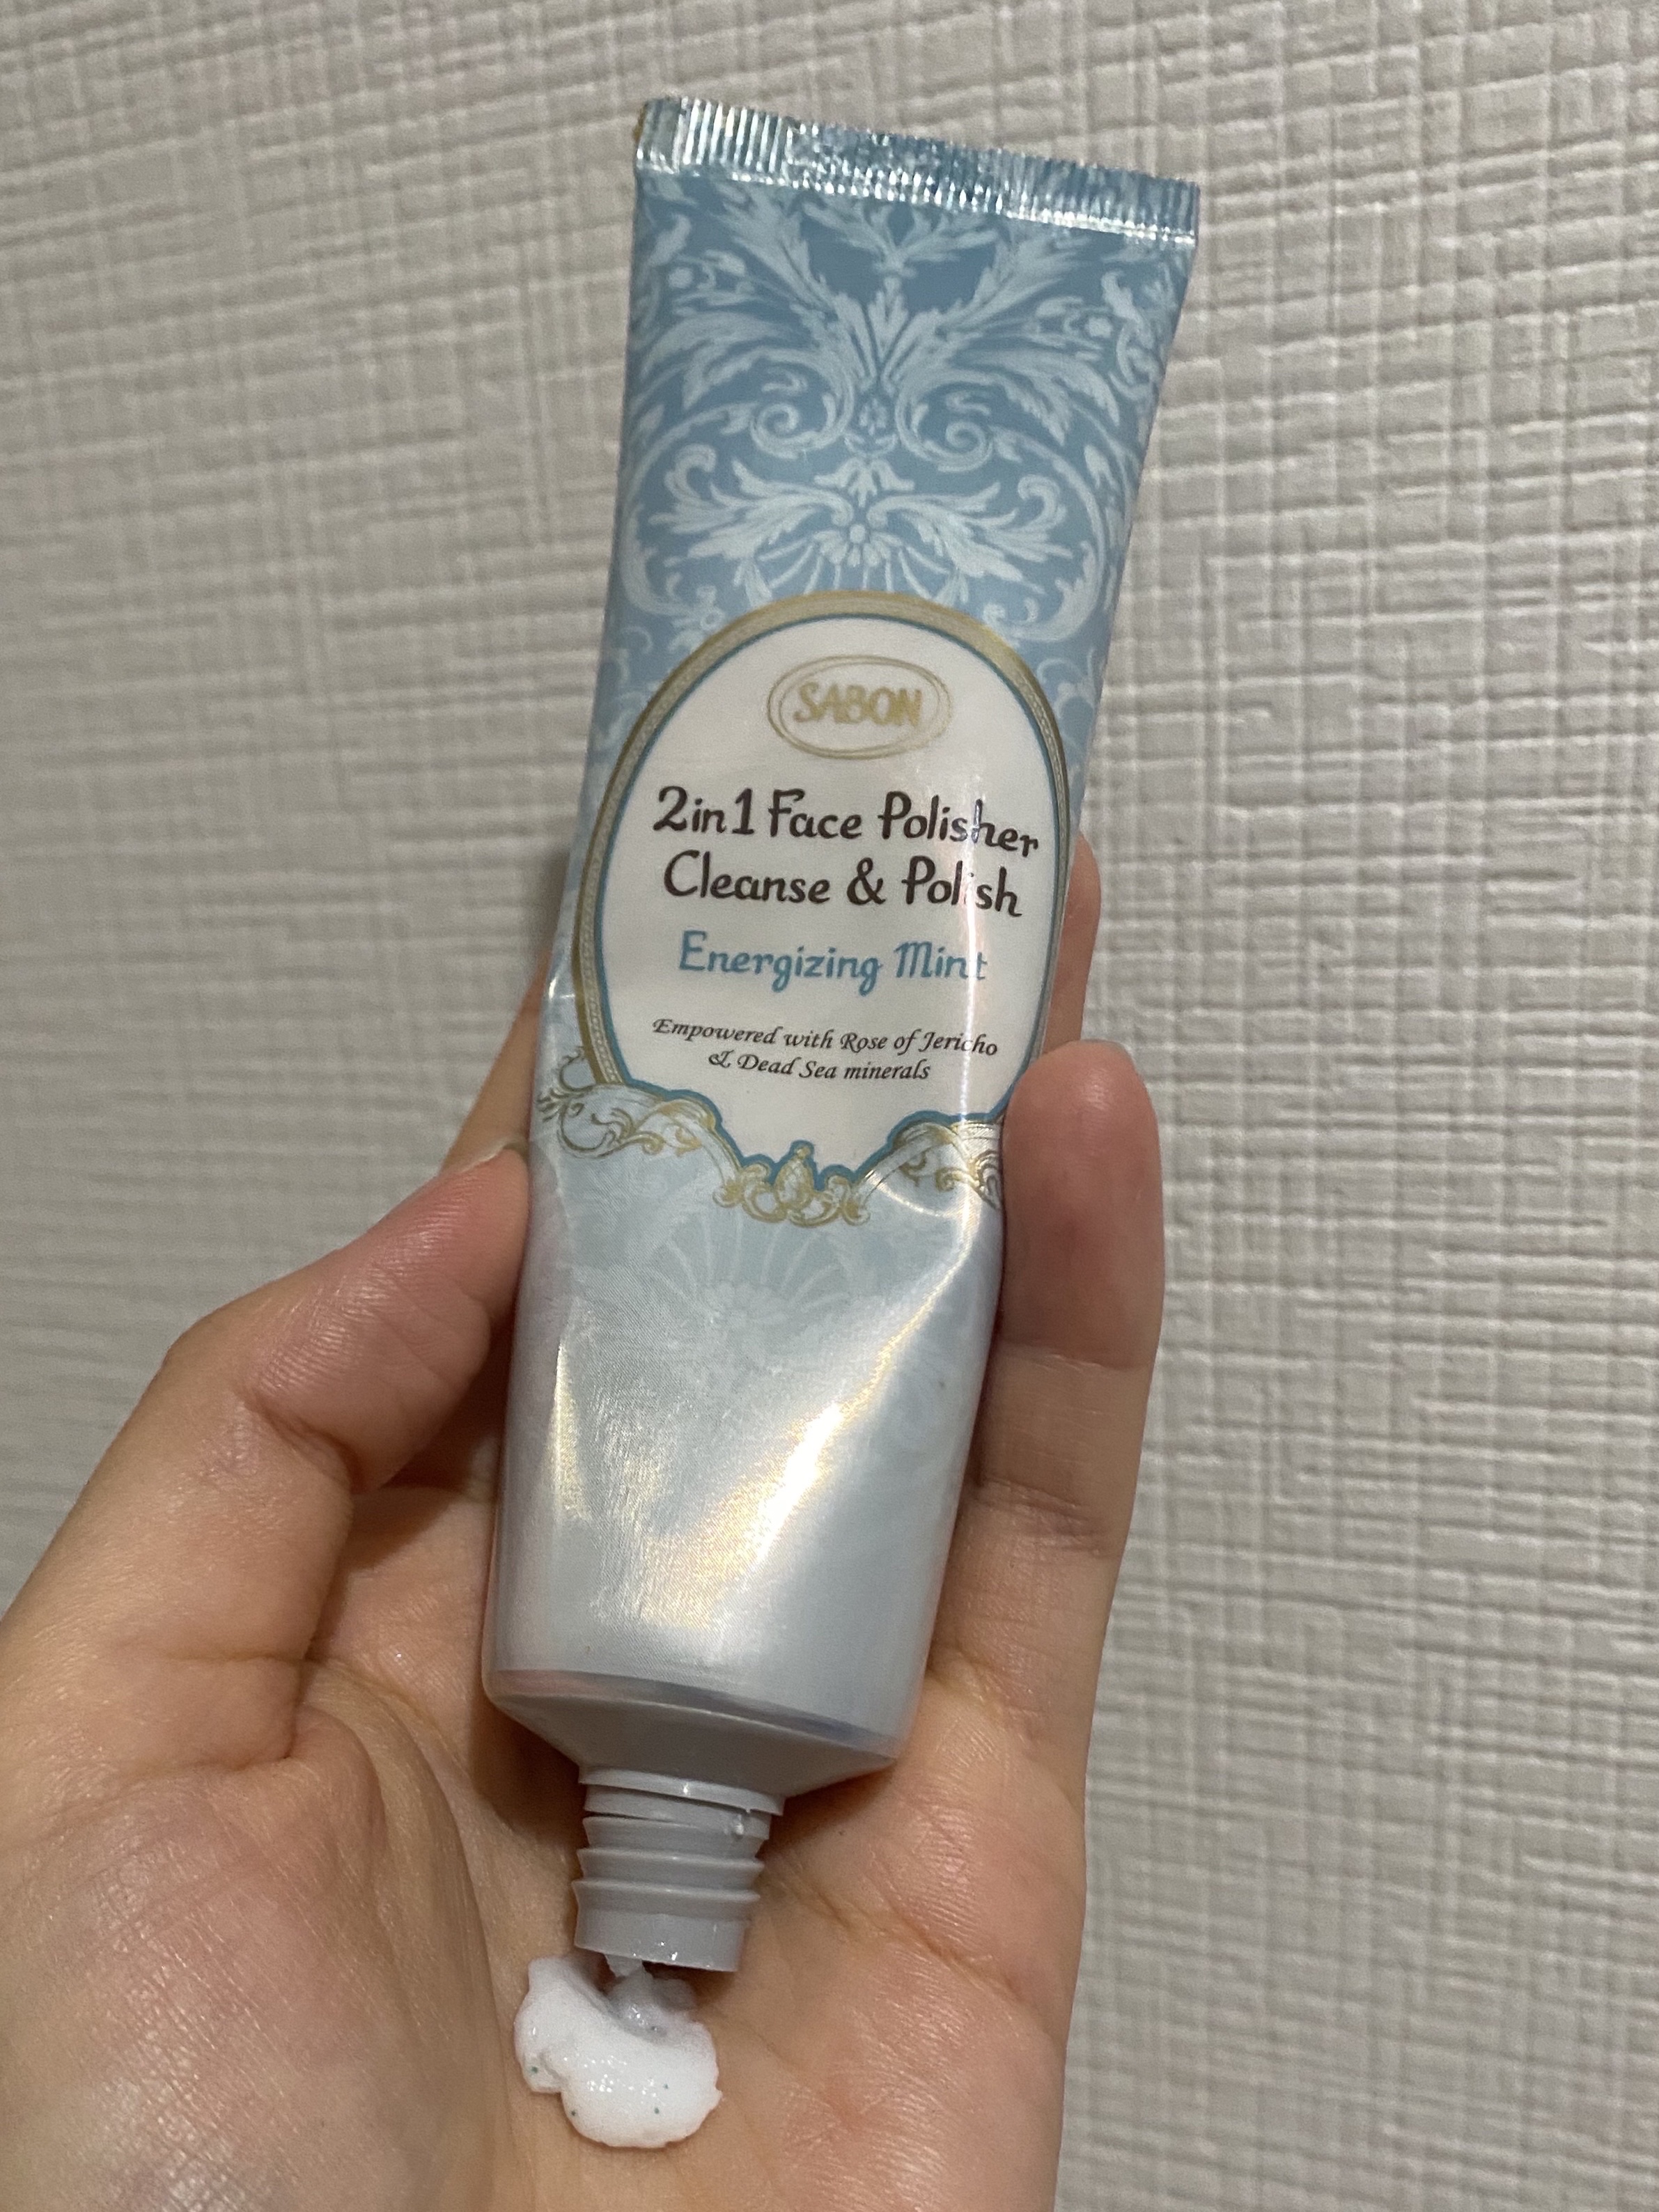 SABON
2in1 Face Polisher
Cleanse & Polish
Energizing Mint
Empowered with Rose of Jericho
& Dead Sea minerals